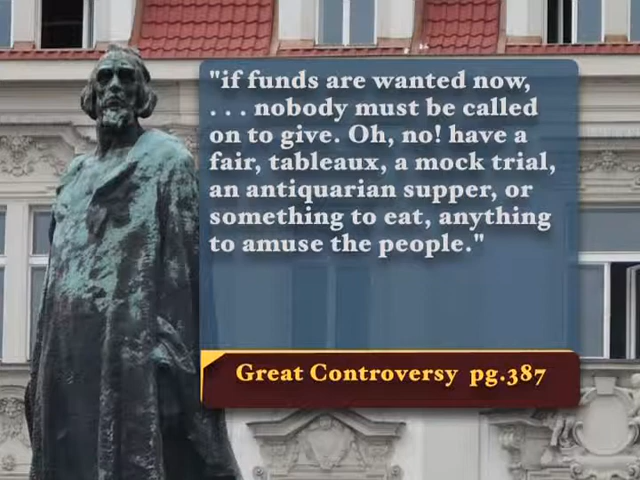 "if funds are wanted now,
. . . nobody must be called
on to give. Oh, no! have a
fair, tableaux, a mock trial,
an antiquarian supper, or
something to eat, anything
to amuse the people."
Great Controversy pg.387